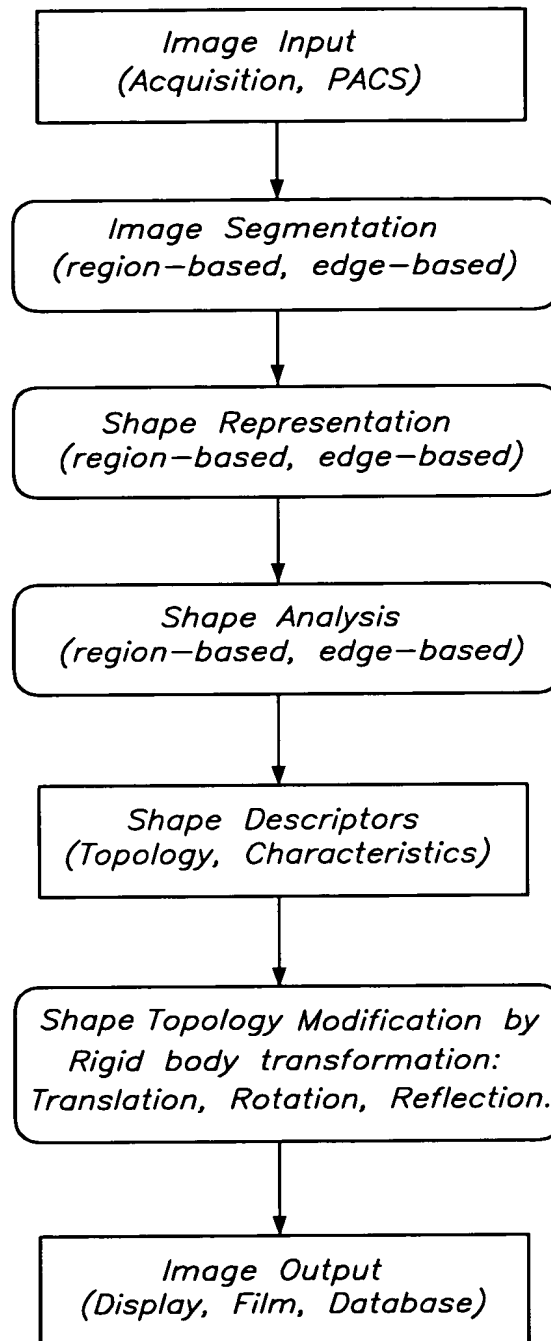 Image Input
(Acquisition, PACS)
Image Segmentation
(region-based, edge-based)
Shape Representation
(region-based, edge-based)
Shape Analysis
(region-based, edge-based)
Shape Descriptors
(Topology, Characteristics)
Shape Topology Modification by
Rigid body transformation:
Translation, Rotation, Reflection.
Image Output
(Display, Film, Database)